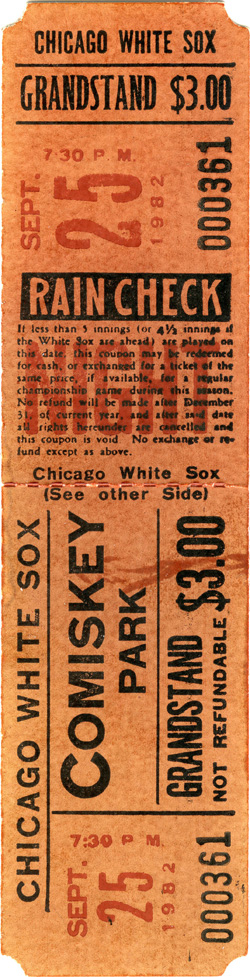 CHICAGO WHITE SOX
GRANDSTAND $3.00
7:30 P. M.
SEPT. 25 1982
000361
RAIN CHECK
If less than 5 innings (or 4½ innings if
the White Sox are ahead) are played on
this date, this coupon may be redeemed
for cash, or exchanged for a ticket of the
same price, if available, for a regular
championship game during this season.
No refund will be made after December
31, of current year, and after said date
all rights hereunder are cancelled and
this coupon is void. No exchange or re-
fund except as above.
Chicago White Sox
(See other Side)
CHICAGO WHITE SOX
COMISKEY
PARK
GRANDSTAND $3.00
NOT REFUNDABLE
7:30 P. M.
SEPT. 25 1982
000361